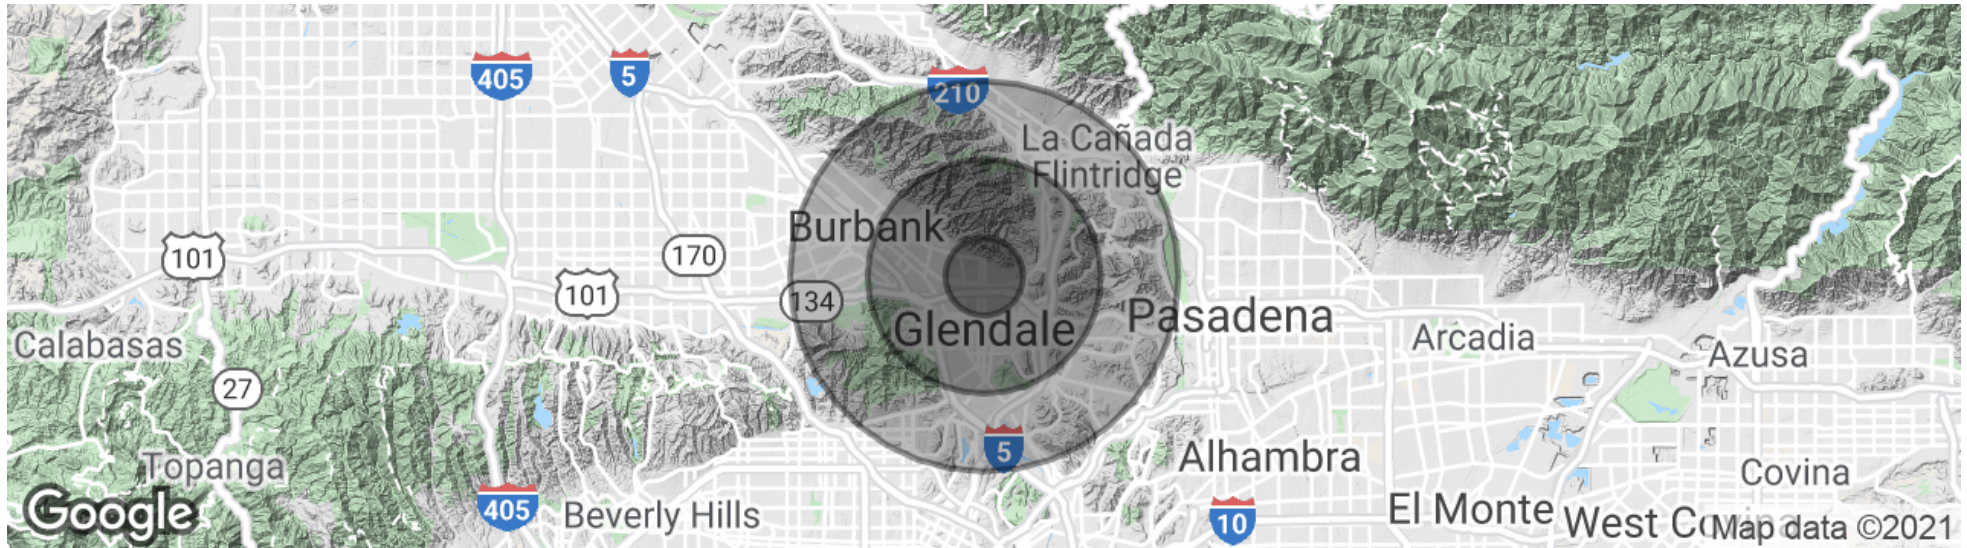 405
5
210
La Cañada
Flintridge
Burbank
101
170
101
134
Calabasas
Glendale
Pasadena
Arcadia
Azusa
27
5
Topanga
Alhambra
Covina
Google
405
Beverly Hills
10
El Monte
West Co
Map data ©2021